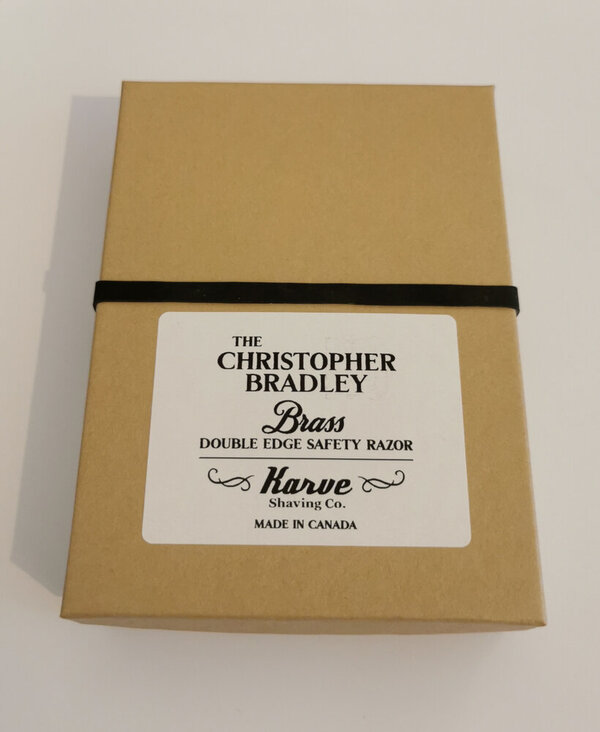 THE
CHRISTOPHER
BRADLEY
Brass
DOUBLE EDGE SAFETY RAZOR
Karve
Shaving Co.
MADE IN CANADA